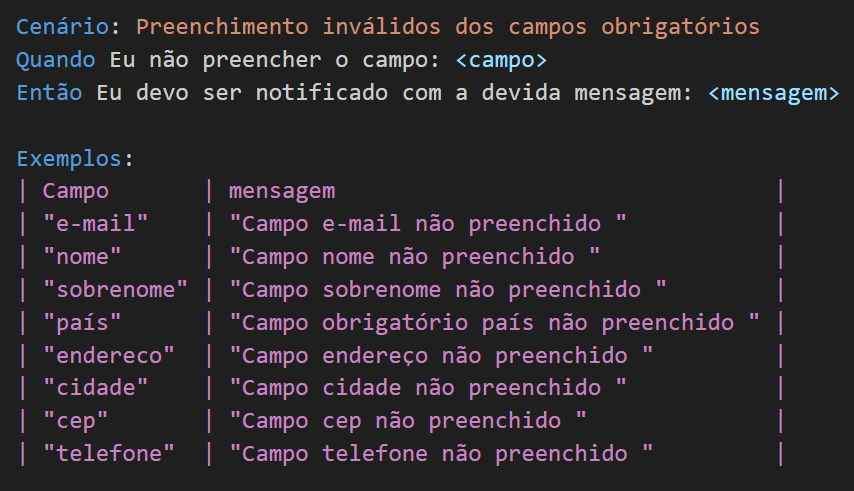 Cenário: Preenchimento inválidos dos campos obrigatórios
Quando Eu não preencher o campo: <campo>
Então Eu devo ser notificado com a devida mensagem: <mensagem>
Exemplos:
| Campo | mensagem |
| "e-mail" | "Campo e-mail não preenchido " |
| "nome" | "Campo nome não preenchido " |
| "sobrenome" | "Campo sobrenome não preenchido " |
| "país" | "Campo obrigatório país não preenchido " |
| "endereco" | "Campo endereço não preenchido " |
| "cidade" | "Campo cidade não preenchido " |
| "cep" | "Campo cep não preenchido " |
| "telefone" | "Campo telefone não preenchido " |